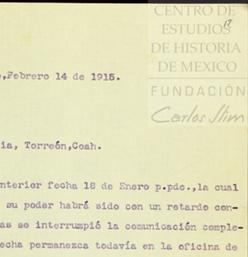 CENTRO DE
ESTUDIOS
DE HISTORIA
DE MEXICO
FUNDACIÓN
Carlos Slim
,Febrero 14 de 1915.
ia, Torreón,Coah.
nterior fecha 18 de Enero p.pdo.,la cual
su poder habrá sido con un retardo con-
as se interrumpió la comunicación comple-
echa permanezca todavía en la oficina de